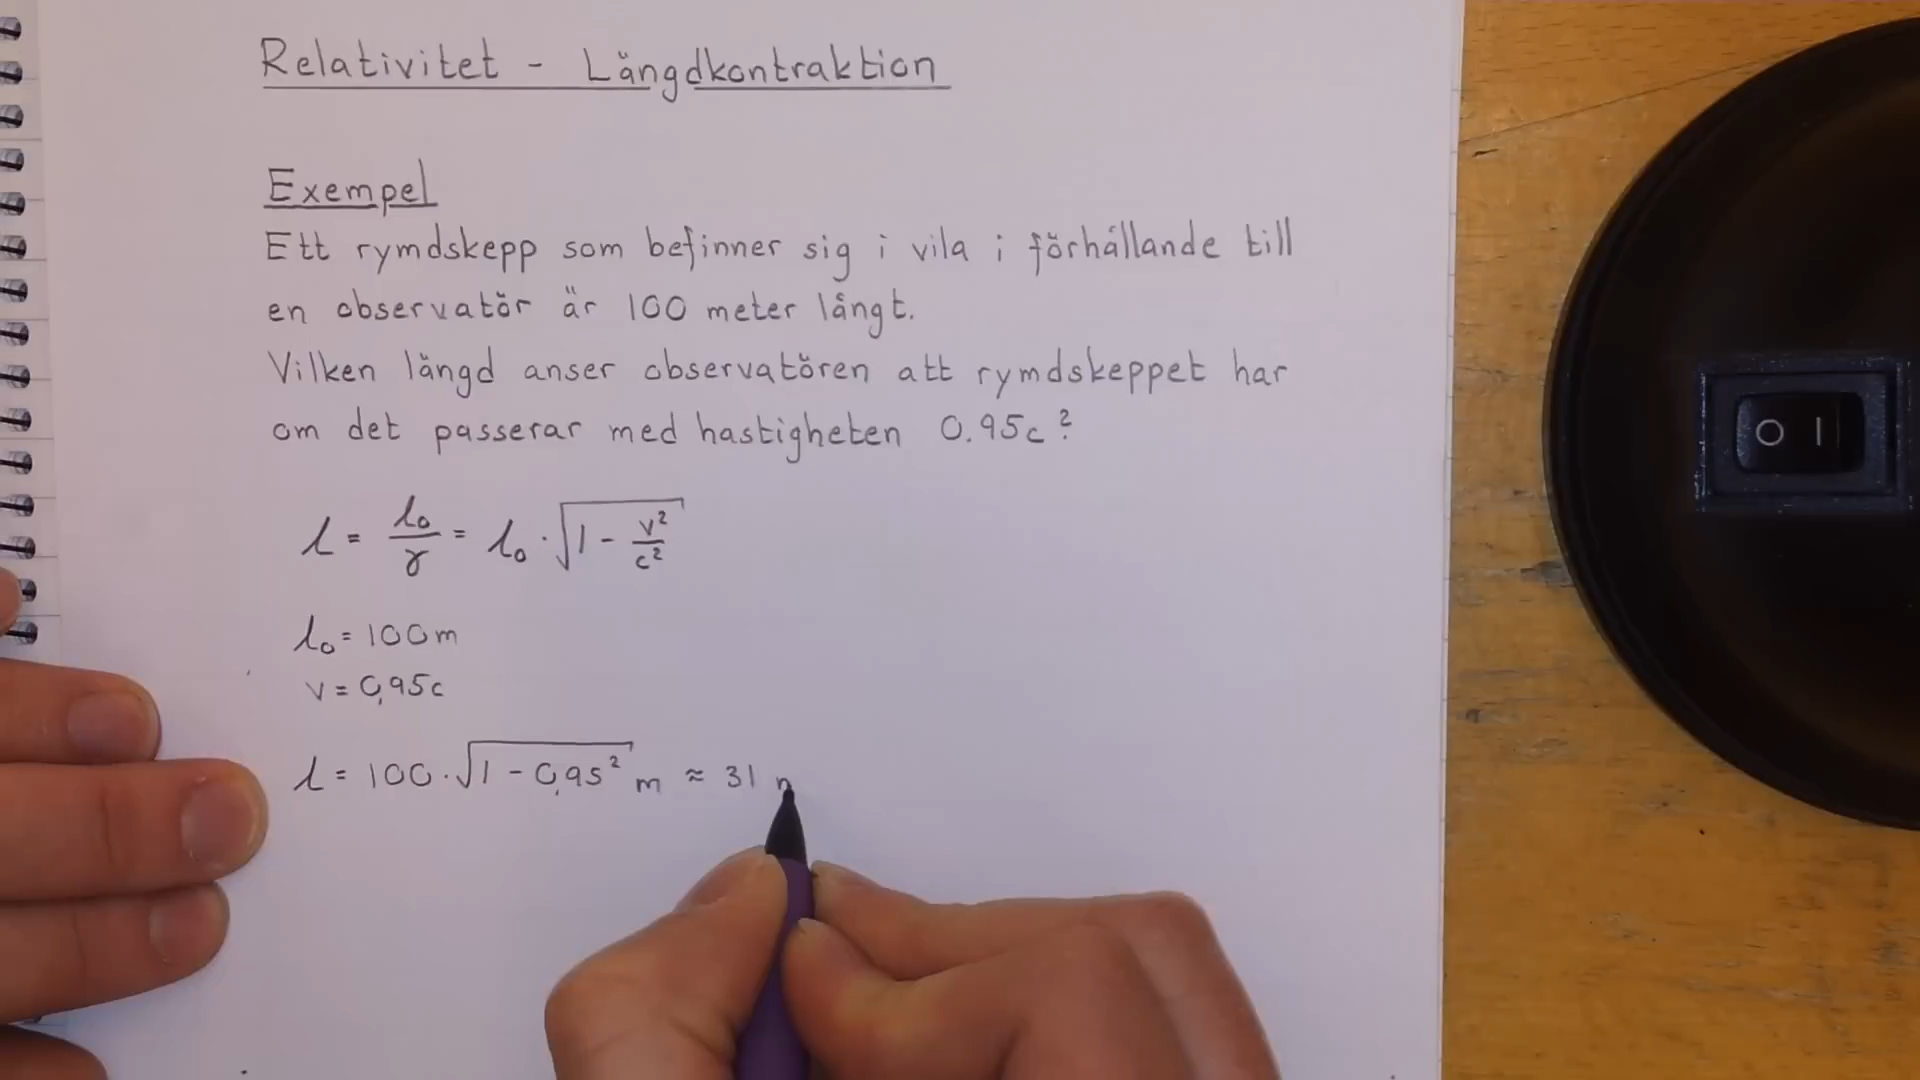 Relativitet - Längdkontraktion
Exempel
Ett rymdskepp som befinner sig i vila i förhållande till
en observatör är 100 meter långt.
Vilken längd anser observatören att rymdskeppet har
om det passerar med hastigheten 0.95c?
l = l₀/γ = l₀ · √(1 - v²/c²)
l₀ = 100m
v = 0,95c
l = 100 · √(1 - 0,95²) m ≈ 31
O I